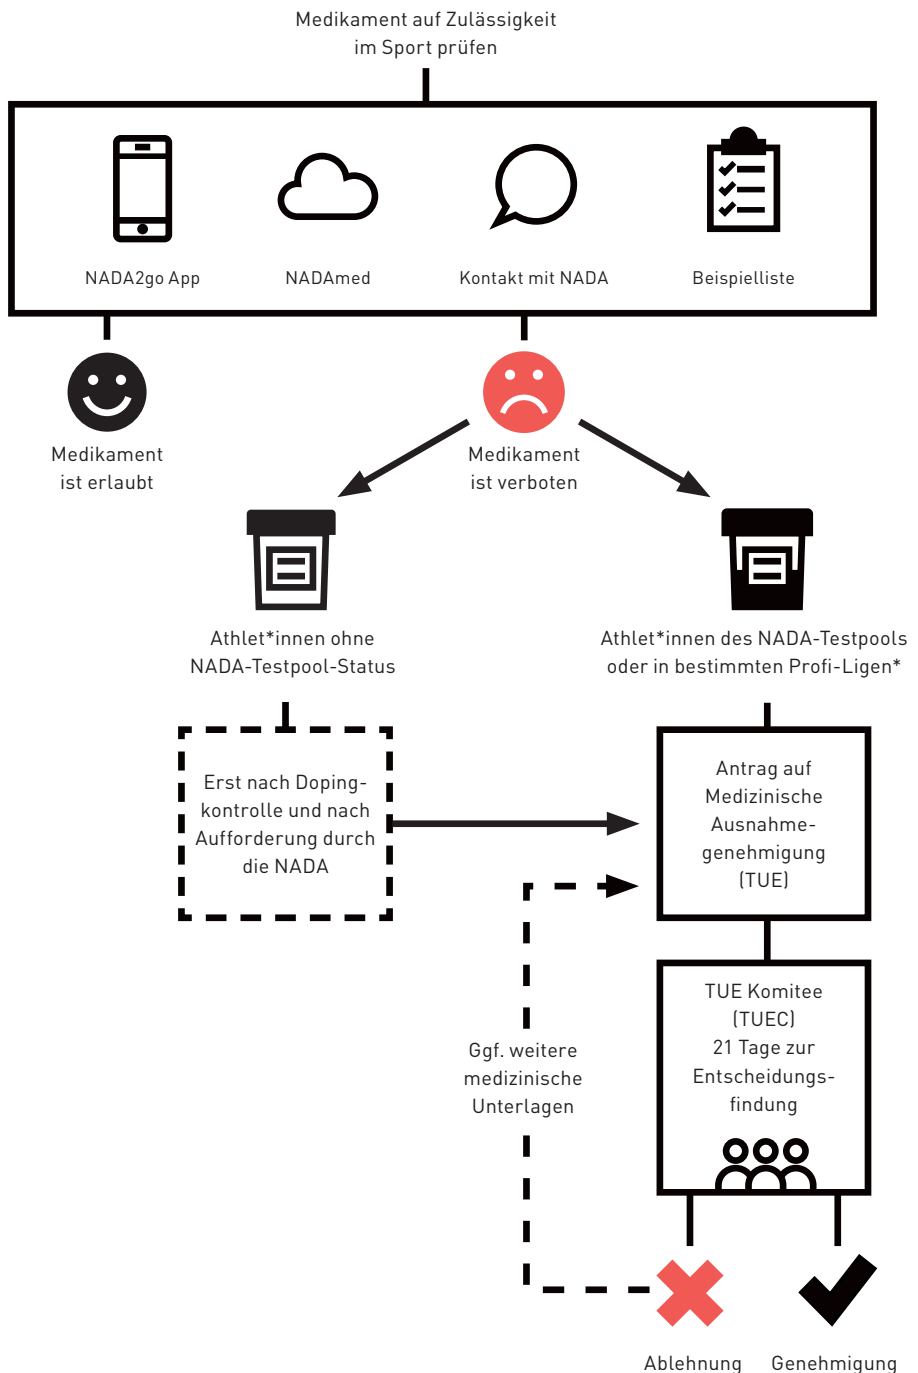 Medikament auf Zulässigkeit
im Sport prüfen
NADA2go App
NADAmed
Kontakt mit NADA
Beispielliste
Medikament
ist erlaubt
Medikament
ist verboten
Athlet*innen ohne
NADA-Testpool-Status
Athlet*innen des NADA-Testpools
oder in bestimmten Profi-Ligen*
Erst nach Doping-
kontrolle und nach
Aufforderung durch
die NADA
Antrag auf
Medizinische
Ausnahme-
genehmigung
(TUE)
TUE Komitee
(TUEC)
21 Tage zur
Entscheidungs-
findung
Ggf. weitere
medizinische
Unterlagen
Ablehnung
Genehmigung